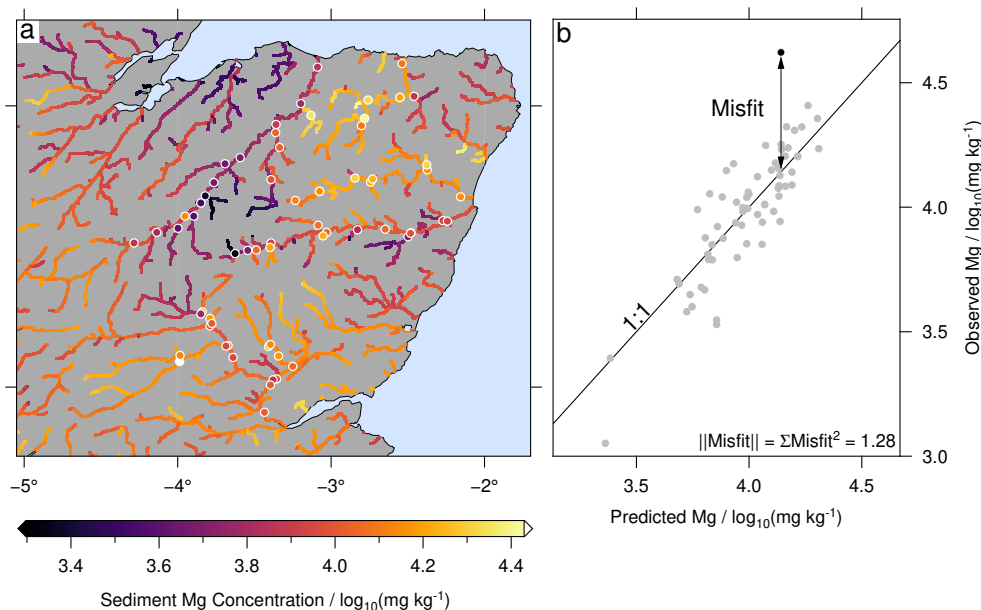 a
b
−5°
−4°
−3°
−2°
3.4
3.6
3.8
4.0
4.2
4.4
Sediment Mg Concentration / log₁₀(mg kg⁻¹)
Misfit
1:1
||Misfit|| = ΣMisfit² = 1.28
4.5
4.0
3.5
3.0
Observed Mg / log₁₀(mg kg⁻¹)
3.5
4.0
4.5
Predicted Mg / log₁₀(mg kg⁻¹)